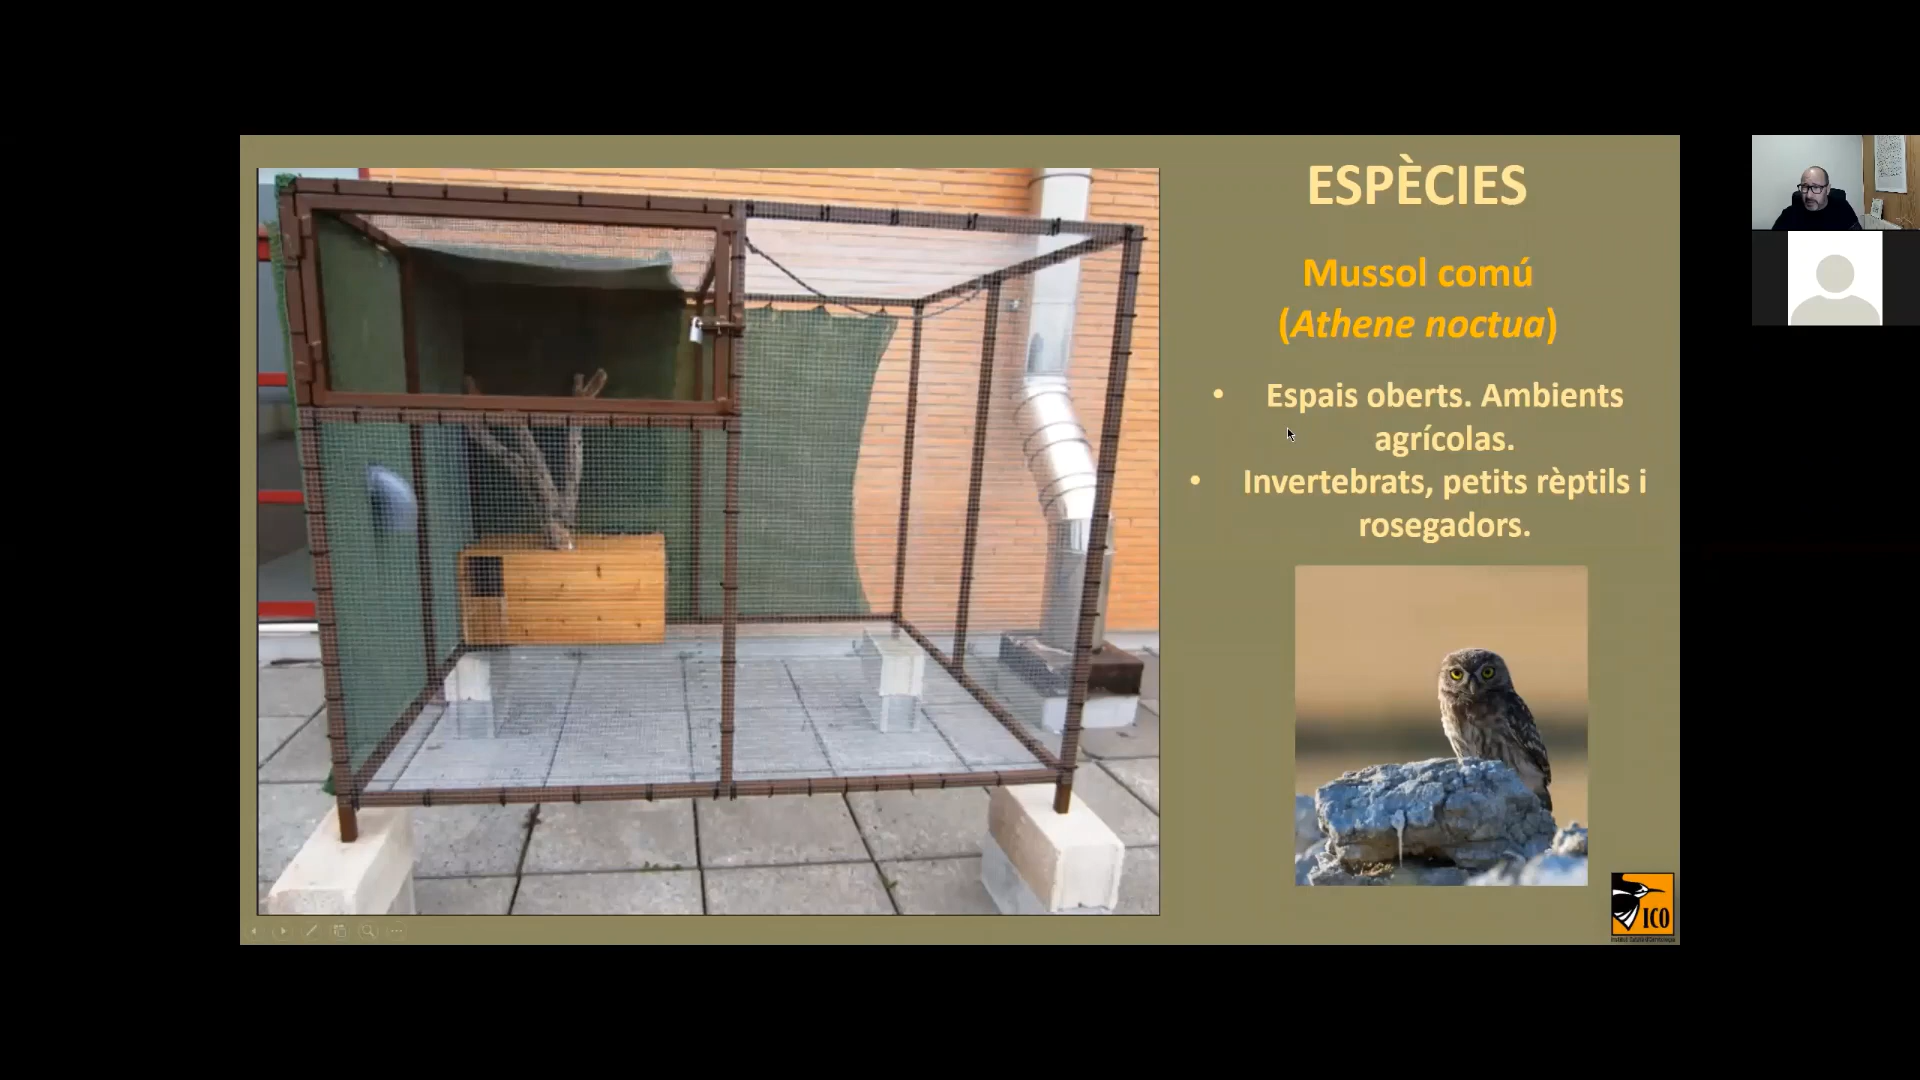 ESPÈCIES
Mussol comú
(Athene noctua)
• Espais oberts. Ambients
agrícolas.
• Invertebrats, petits rèptils i
rosegadors.
ICO